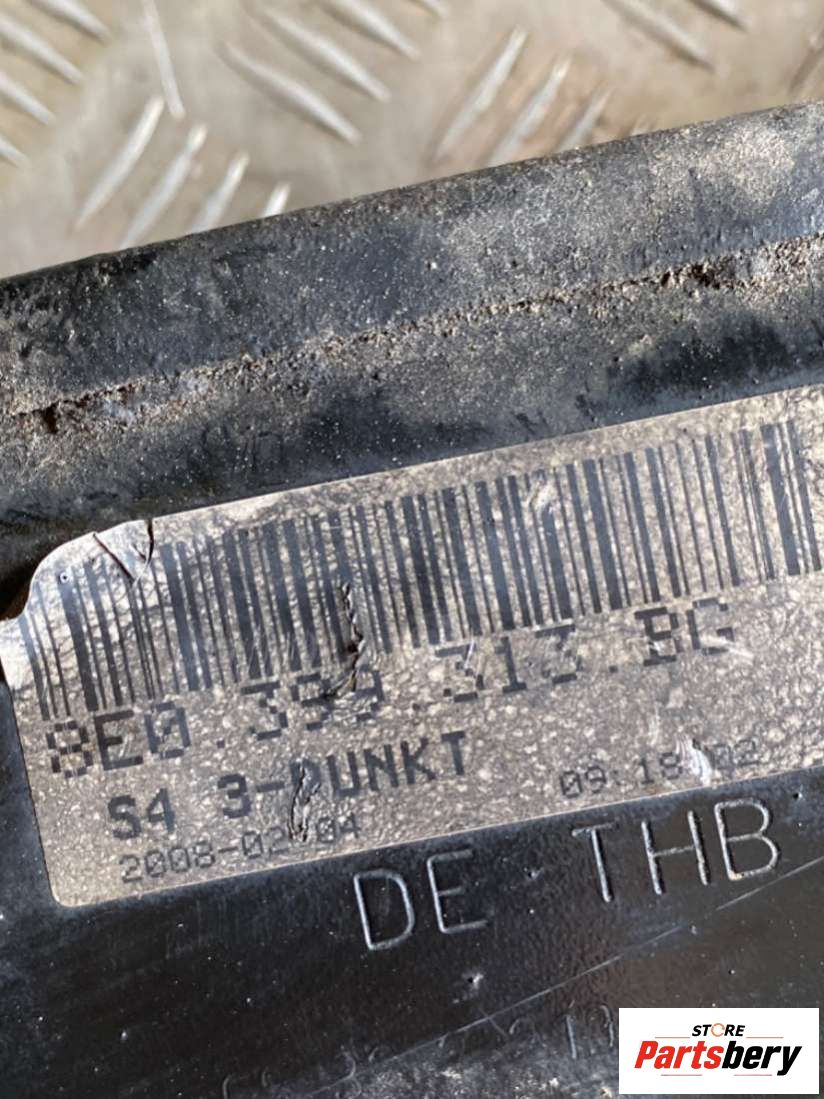 8E0.399.313.BG
S4 3-PUNKT
2008-02-04 09:18:02
DE-THB
STORE
Partsbery